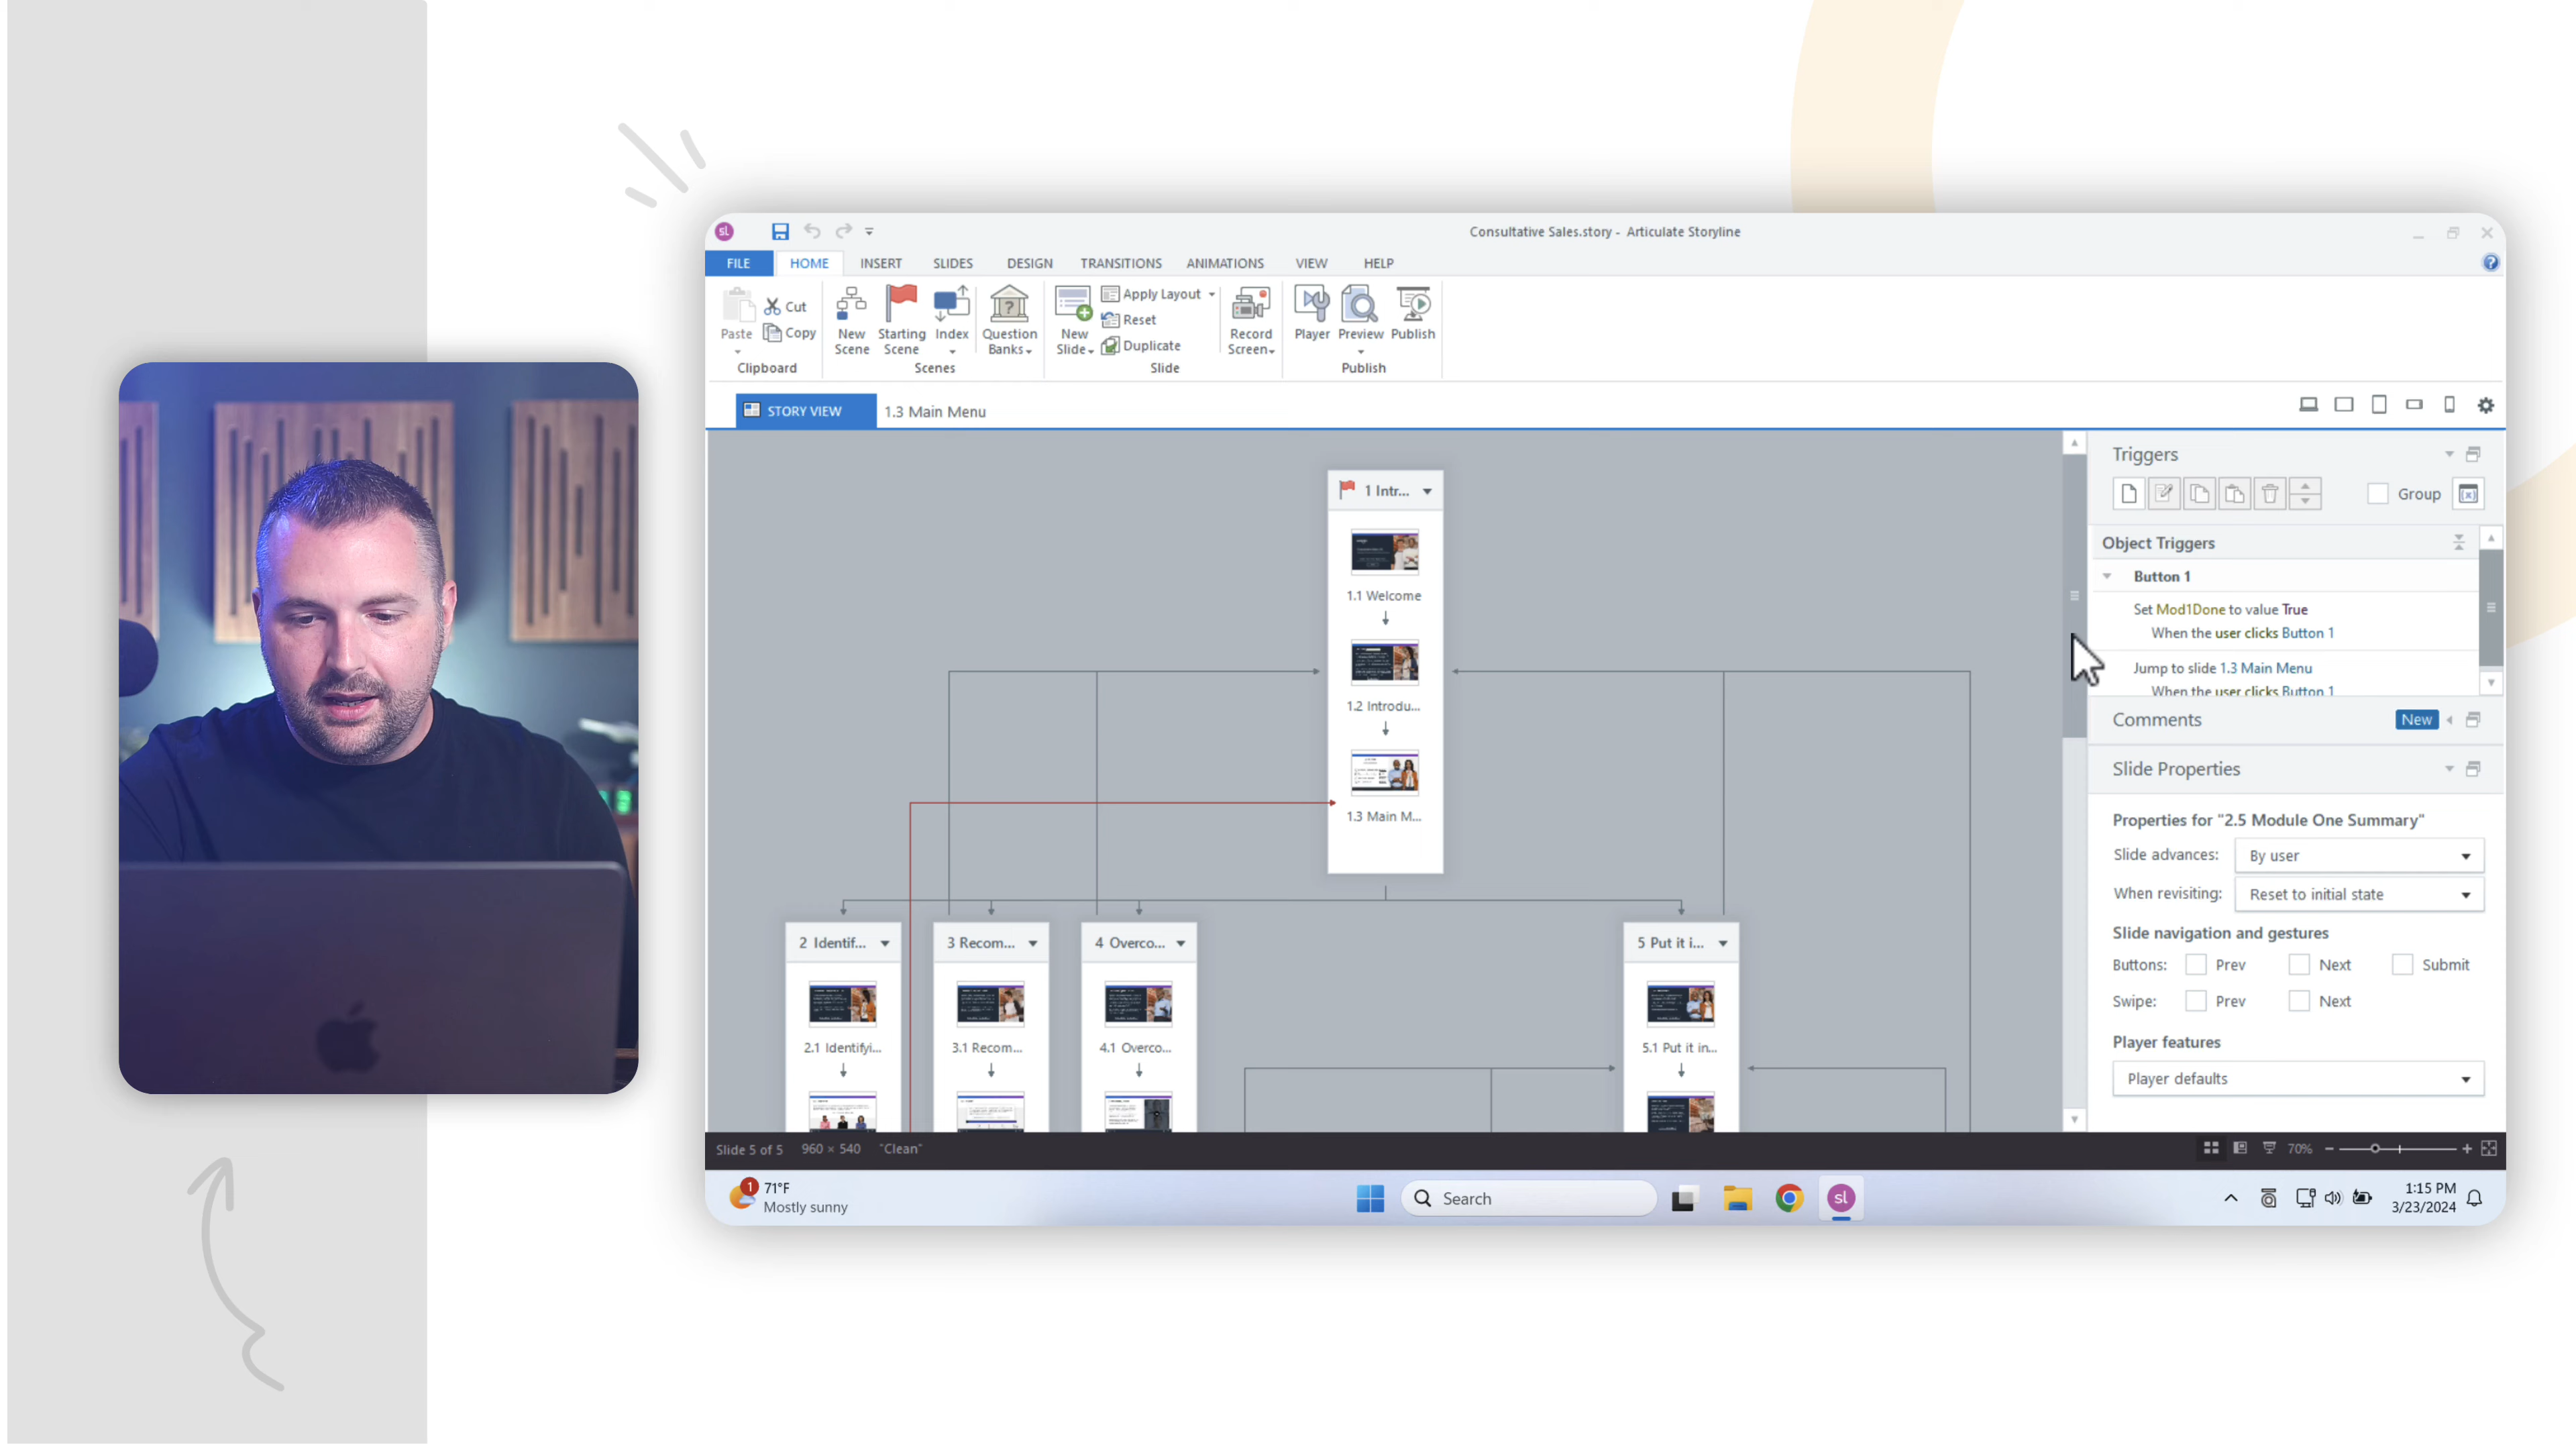 sl
Consultative Sales.story - Articulate Storyline
FILE HOME INSERT SLIDES DESIGN TRANSITIONS ANIMATIONS VIEW HELP
Paste
Cut
Copy
Clipboard
New Scene
Starting Scene
Index
Question Banks
Scenes
New Slide
Apply Layout
Reset
Duplicate
Slide
Record Screen
Player
Preview
Publish
Publish
STORY VIEW
1.3 Main Menu
1 Intr...
1.1 Welcome
1.2 Introdu...
1.3 Main M...
2 Identif...
3 Recom...
4 Overco...
5 Put it i...
2.1 Identifyi...
3.1 Recom...
4.1 Overco...
5.1 Put it in...
Triggers
Group
Object Triggers
Button 1
Set Mod1Done to value True
When the user clicks Button 1
Jump to slide 1.3 Main Menu
When the user clicks Button 1
Comments
New
Slide Properties
Properties for "2.5 Module One Summary"
Slide advances: By user
When revisiting: Reset to initial state
Slide navigation and gestures
Buttons: Prev Next Submit
Swipe: Prev Next
Player features
Player defaults
Slide 5 of 5 960 × 540 "Clean"
70%
1
71°F
Mostly sunny
Search
sl
1:15 PM
3/23/2024